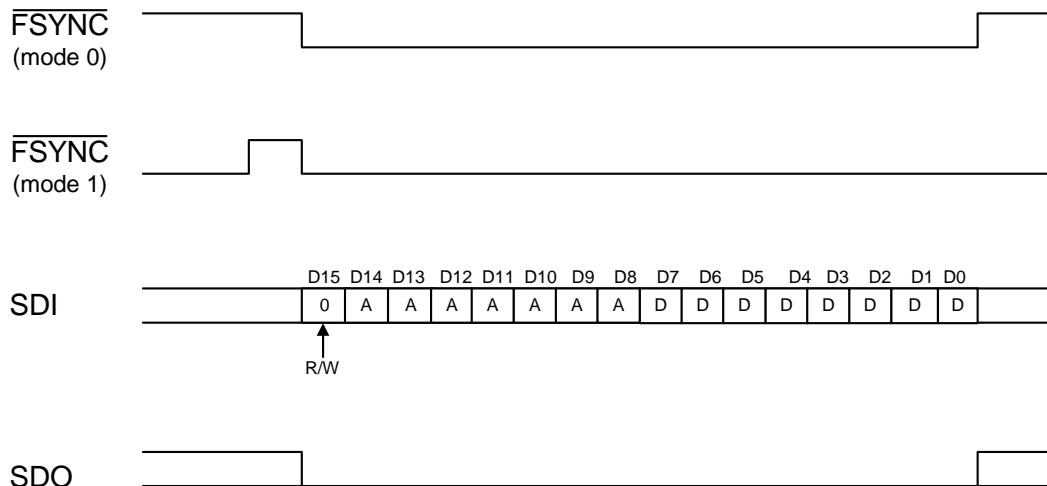 FSYNC
(mode 0)
FSYNC
(mode 1)
SDI
D15 D14 D13 D12 D11 D10 D9 D8 D7 D6 D5 D4 D3 D2 D1 D0
0 A A A A A A A D D D D D D D D
R/W
SDO